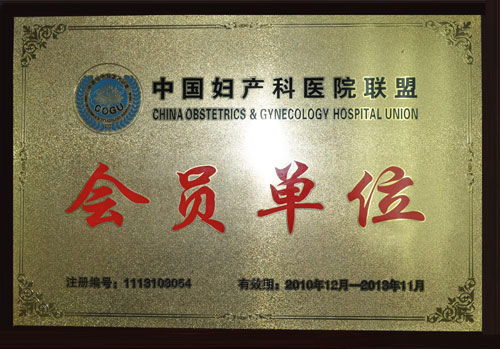 中国妇产科医院联盟
CHINA OBSTETRICS & GYNECOLOGY HOSPITAL UNION
COGU
会员单位
注册编号：1113103054
有效期：2010年12月—2013年11月